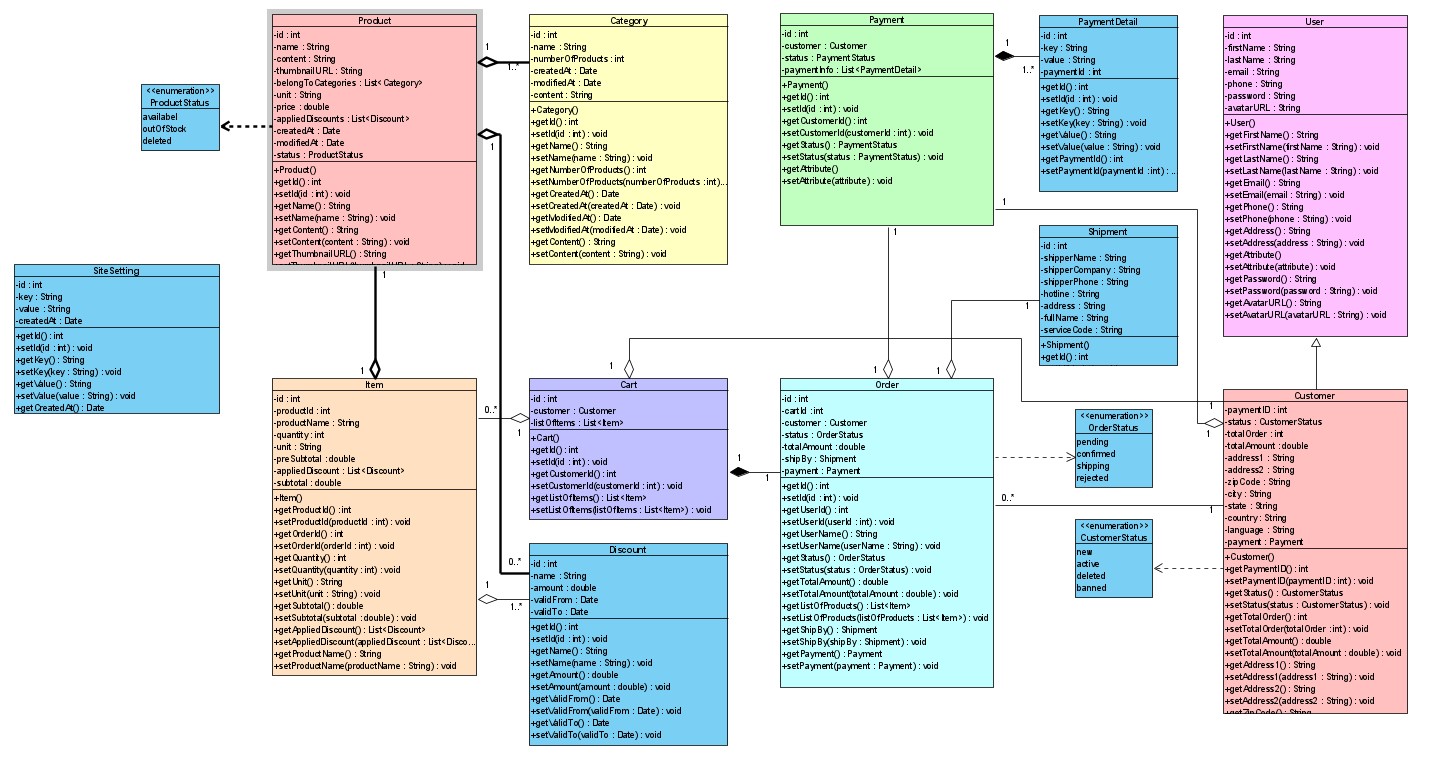 Product
-id : int
-name : String
-content : String
-thumbnailURL : String
-belongToCategories : List<Category>
-unit : String
-price : double
-appliedDiscounts : List<Discount>
-createdAt : Date
-modifiedAt : Date
-status : ProductStatus
+Product()
+getId() : int
+setId(id : int) : void
+getName() : String
+setName(name : String) : void
+getContent() : String
+setContent(content : String) : void
+getThumbnailURL() : String
1
1..*
1
1
Category
-id : int
-name : String
-numberOfProducts : int
-createdAt : Date
-modifiedAt : Date
-content : String
+Category()
+getId() : int
+setId(id : int) : void
+getName() : String
+setName(name : String) : void
+getNumberOfProducts() : int
+setNumberOfProducts(numberOfProducts : int)...
+getCreatedAt() : Date
+setCreatedAt(createdAt : Date) : void
+getModifiedAt() : Date
+setModifiedAt(modifiedAt : Date) : void
+getContent() : String
+setContent(content : String) : void
Payment
-id : int
-customer : Customer
-status : PaymentStatus
-paymentInfo : List<PaymentDetail>
+Payment()
+getId() : int
+setId(id : int) : void
+getCustomerId() : int
+setCustomerId(customerId : int) : void
+getStatus() : PaymentStatus
+setStatus(status : PaymentStatus) : void
+getAttribute()
+setAttribute(attribute) : void
1
1..*
1
1
PaymentDetail
-id : int
-key : String
-value : String
-paymentId : int
+getId() : int
+setId(id : int) : void
+getKey() : String
+setKey(key : String) : void
+getValue() : String
+setValue(value : String) : void
+getPaymentId() : int
+setPaymentId(paymentId : int) : ...
User
-id : int
-firstName : String
-lastName : String
-email : String
-phone : String
-password : String
-avatarURL : String
+User()
+getFirstName() : String
+setFirstName(firstName : String) : void
+getLastName() : String
+setLastName(lastName : String) : void
+getEmail() : String
+setEmail(email : String) : void
+getPhone() : String
+setPhone(phone : String) : void
+getAddress() : String
+setAddress(address : String) : void
+getAttribute()
+setAttribute(attribute) : void
+getPassword() : String
+setPassword(password : String) : void
+getAvatarURL() : String
+setAvatarURL(avatarURL : String) : void
<<enumeration>>
ProductStatus
availabel
outOfStock
deleted
Shipment
-id : int
-shipperName : String
-shipperCompany : String
-shipperPhone : String
-hotline : String
-address : String
-fullName : String
-serviceCode : String
+Shipment()
+getId() : int
1
SiteSetting
-id : int
-key : String
-value : String
-createdAt : Date
+getId() : int
+setId(id : int) : void
+getKey() : String
+setKey(key : String) : void
+getValue() : String
+setValue(value : String) : void
+getCreatedAt() : Date
1
1
1
1
Item
-id : int
-productId : int
-productName : String
-quantity : int
-unit : String
-preSubtotal : double
-appliedDiscount : List<Discount>
-subtotal : double
+Item()
+getProductId() : int
+setProductId(productId : int) : void
+getOrderId() : int
+setOrderId(orderId : int) : void
+getQuantity() : int
+setQuantity(quantity : int) : void
+getUnit() : String
+setUnit(unit : String) : void
+getSubtotal() : double
+setSubtotal(subtotal : double) : void
+getAppliedDiscount() : List<Discount>
+setAppliedDiscount(appliedDiscount : List<Disco...
+getProductName() : String
+setProductName(productName : String) : void
0..*
1
Cart
-id : int
-customer : Customer
-listOfItems : List<Item>
+Cart()
+getId() : int
+setId(id : int) : void
+getCustomerId() : int
+setCustomerId(customerId : int) : void
+getListOfItems() : List<Item>
+setListOfItems(listOfItems : List<Item>) : void
1
1
0..*
1
1..*
Discount
-id : int
-name : String
-amount : double
-validFrom : Date
-validTo : Date
+getId() : int
+setId(id : int) : void
+getName() : String
+setName(name : String) : void
+getAmount() : double
+setAmount(amount : double) : void
+getValidFrom() : Date
+setValidFrom(validFrom : Date) : void
+getValidTo() : Date
+setValidTo(validTo : Date) : void
Order
-id : int
-cartId : int
-customer : Customer
-status : OrderStatus
-totalAmount : double
-shipBy : Shipment
-payment : Payment
+getId() : int
+setId(id : int) : void
+getUserId() : int
+setUserId(userId : int) : void
+getUserName() : String
+setUserName(userName : String) : void
+getStatus() : OrderStatus
+setStatus(status : OrderStatus) : void
+getTotalAmount() : double
+setTotalAmount(totalAmount : double) : void
+getListOfProducts() : List<Item>
+setListOfProducts(listOfProducts : List<Item>) : void
+getShipBy() : Shipment
+setShipBy(shipBy : Shipment) : void
+getPayment() : Payment
+setPayment(payment : Payment) : void
<<enumeration>>
OrderStatus
pending
confirmed
shipping
rejected
0..*
1
1
1
<<enumeration>>
CustomerStatus
new
active
deleted
banned
Customer
-paymentID : int
-status : CustomerStatus
-totalOrder : int
-totalAmount : double
-address1 : String
-address2 : String
-zipCode : String
-city : String
-state : String
-country : String
-language : String
-payment : Payment
+Customer()
+getPaymentID() : int
+setPaymentID(paymentID : int) : void
+getStatus() : CustomerStatus
+setStatus(status : CustomerStatus) : void
+getTotalOrder() : int
+setTotalOrder(totalOrder : int) : void
+getTotalAmount() : double
+setTotalAmount(totalAmount : double) : void
+getAddress1() : String
+setAddress1(address1 : String) : void
+getAddress2() : String
+setAddress2(address2 : String) : void
+getZipCode() : String